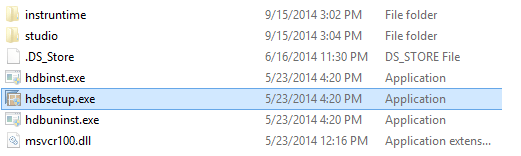 instruntime 9/15/2014 3:02 PM File folder
studio 9/15/2014 3:04 PM File folder
.DS_Store 6/16/2014 11:30 PM DS_STORE File
hdbinst.exe 5/23/2014 4:20 PM Application
hdbsetup.exe 5/23/2014 4:20 PM Application
hdbuninst.exe 5/23/2014 4:20 PM Application
msvcr100.dll 5/23/2014 12:16 PM Application extens...